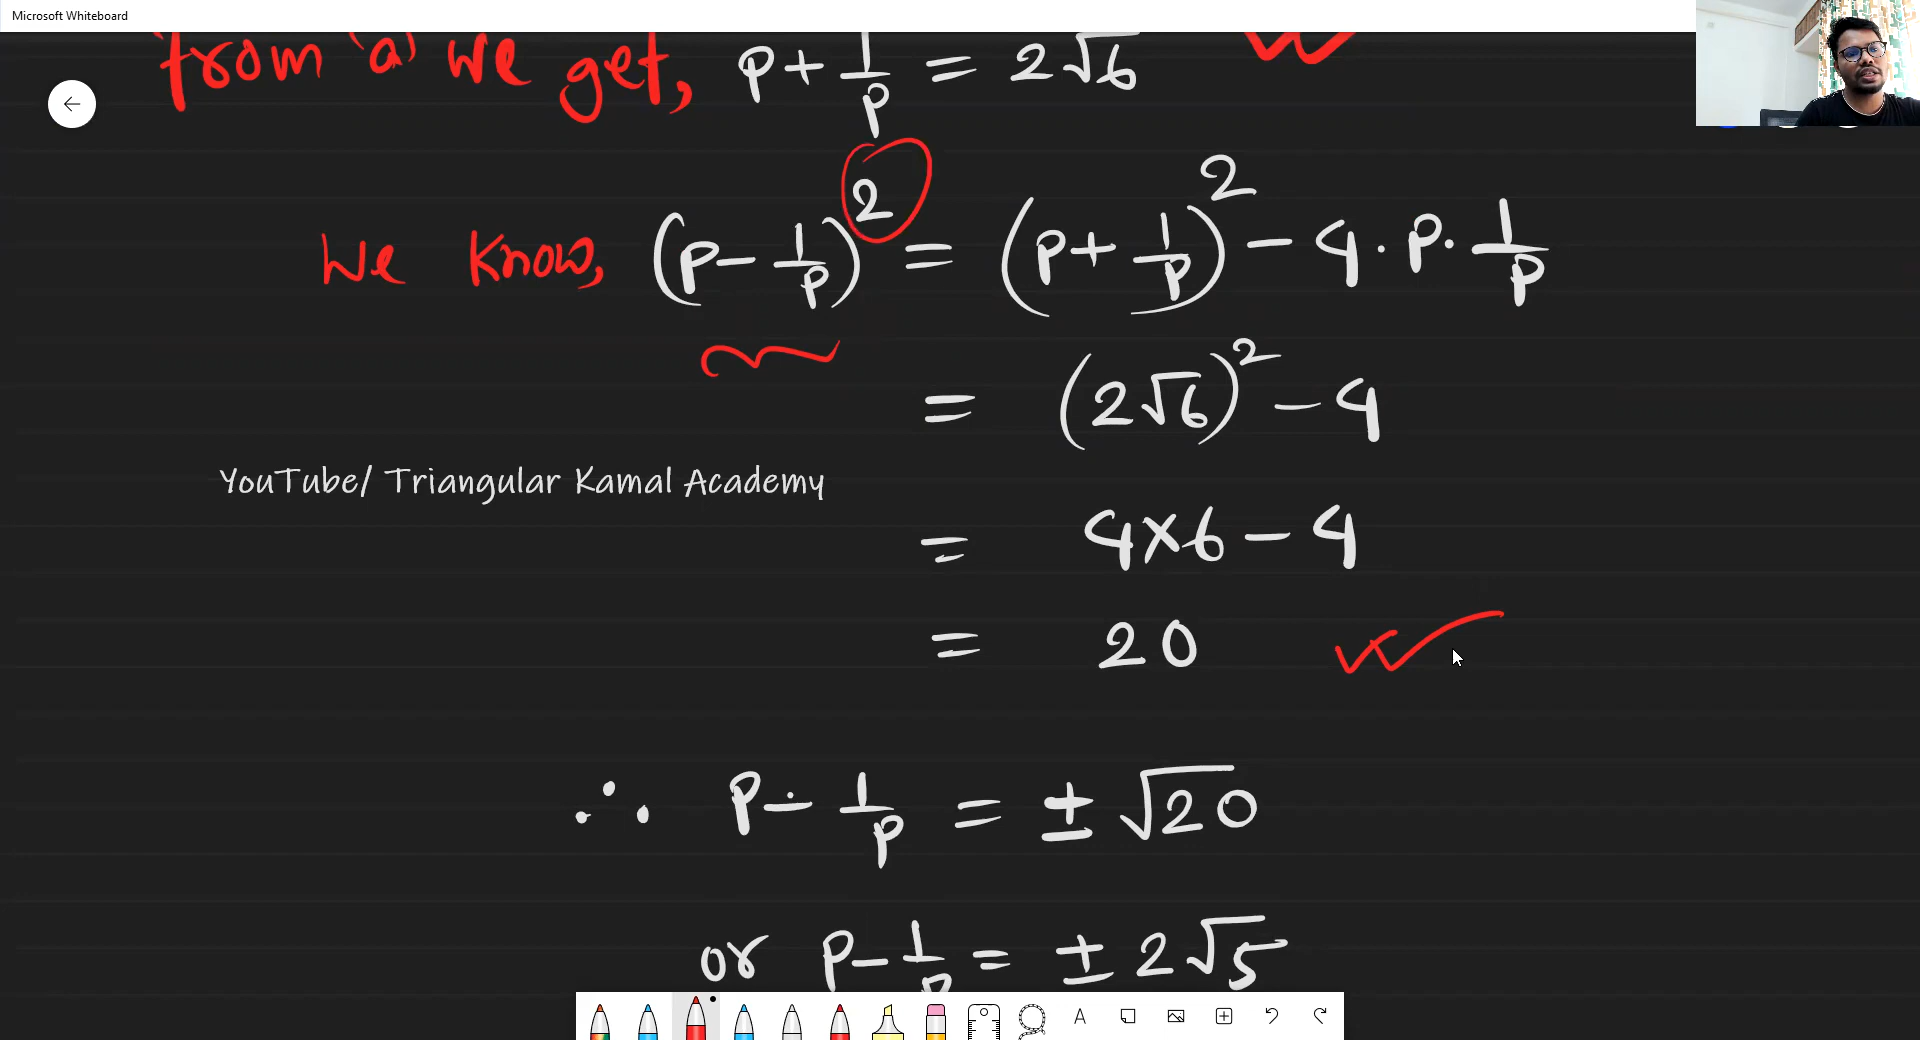 Microsoft Whiteboard
from 'a' we get, p + 1/p = 2√6
We know, (p - 1/p)² = (p + 1/p)² - 4 · p · 1/p
= (2√6)² - 4
YouTube/ Triangular Kamal Academy
= 4×6 - 4
= 20
∴ p - 1/p = ± √20
or p - 1/p = ± 2√5
A